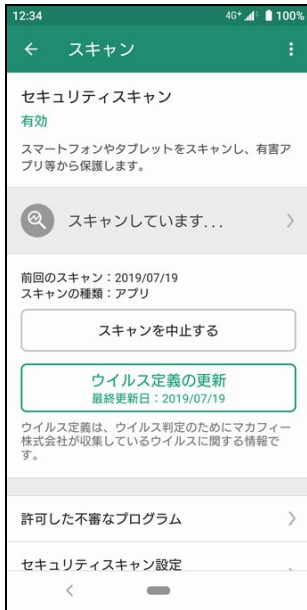 12:34 4G+ 100%
スキャン
セキュリティスキャン
有効
スマートフォンやタブレットをスキャンし、有害ア
プリ等から保護します。
スキャンしています...
前回のスキャン：2019/07/19
スキャンの種類：アプリ
スキャンを中止する
ウイルス定義の更新
最終更新日：2019/07/19
ウイルス定義は、ウイルス判定のためにマカフィー
株式会社が収集しているウイルスに関する情報で
す。
許可した不審なプログラム
セキュリティスキャン設定